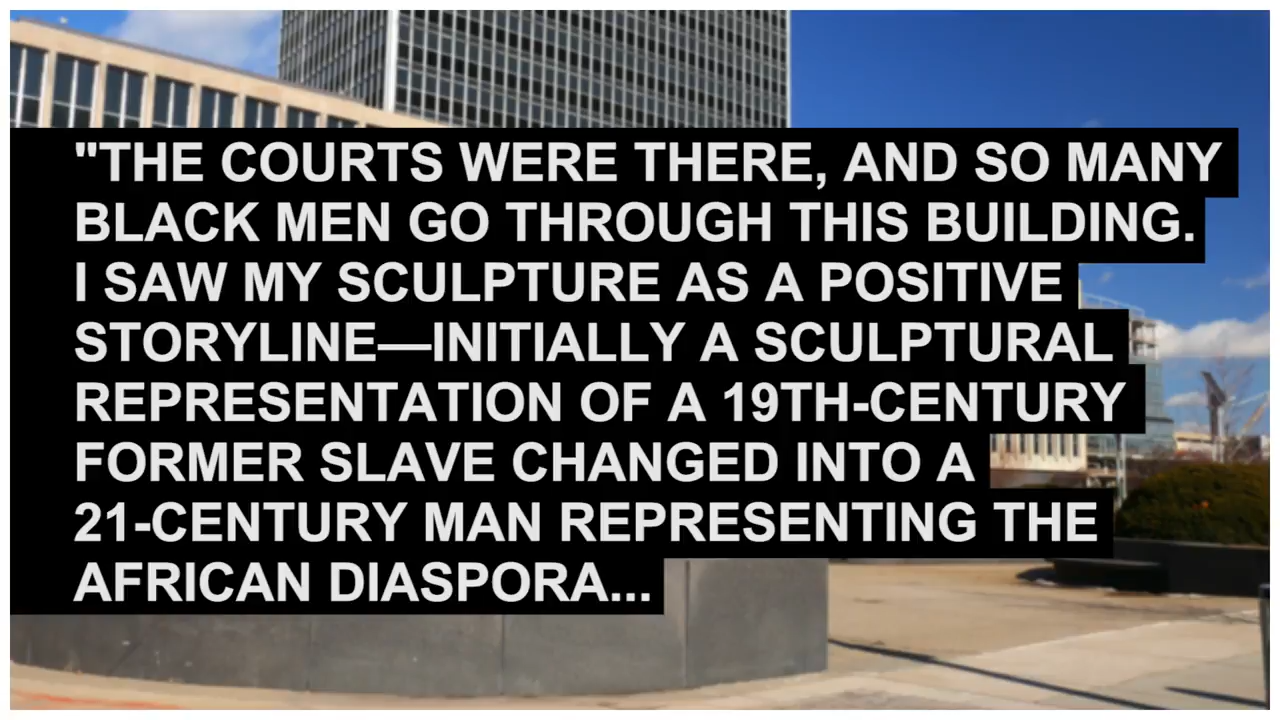 "THE COURTS WERE THERE, AND SO MANY
BLACK MEN GO THROUGH THIS BUILDING.
I SAW MY SCULPTURE AS A POSITIVE
STORYLINE—INITIALLY A SCULPTURAL
REPRESENTATION OF A 19TH-CENTURY
FORMER SLAVE CHANGED INTO A
21-CENTURY MAN REPRESENTING THE
AFRICAN DIASPORA...